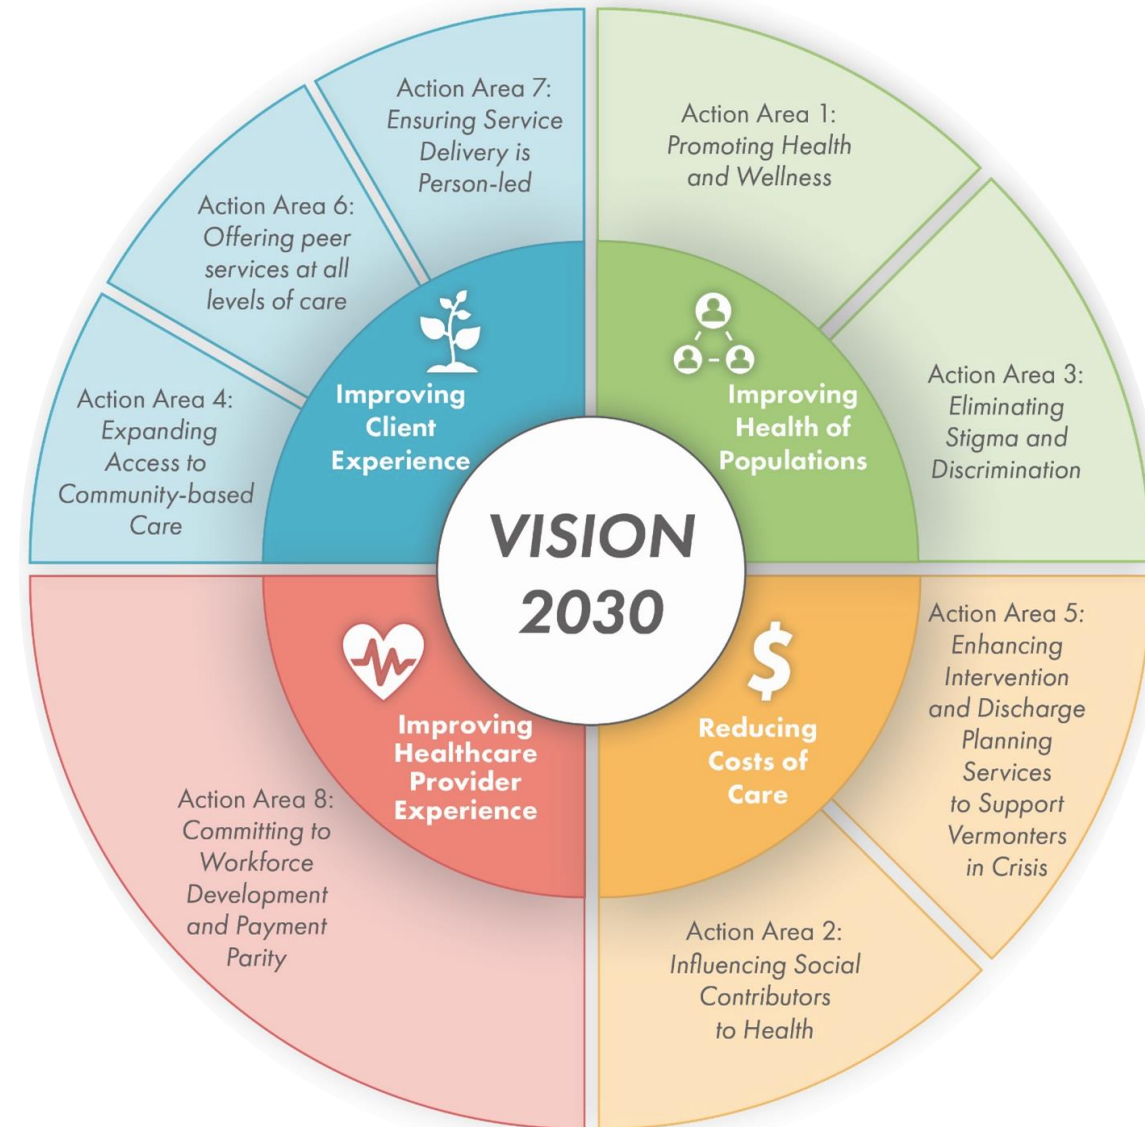 Action Area 7:
Ensuring Service
Delivery is
Person-led
Action Area 1:
Promoting Health
and Wellness
Action Area 6:
Offering peer
services at all
levels of care
Action Area 4:
Expanding
Access to
Community-based
Care
Action Area 3:
Eliminating
Stigma and
Discrimination
Improving
Client
Experience
Improving
Health of
Populations
VISION
2030
Improving
Healthcare
Provider
Experience
$
Reducing
Costs of
Care
Action Area 5:
Enhancing
Intervention
and Discharge
Planning
Services
to Support
Vermonters
in Crisis
Action Area 8:
Committing to
Workforce
Development
and Payment
Parity
Action Area 2:
Influencing Social
Contributors
to Health